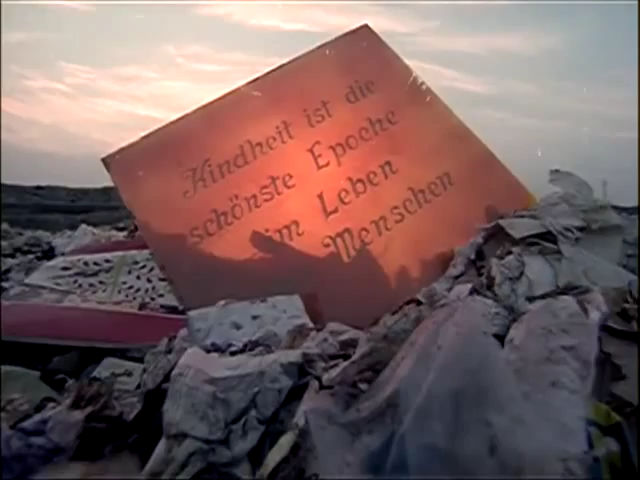 Kindheit ist die
schönste Epoche
im Leben
Menschen